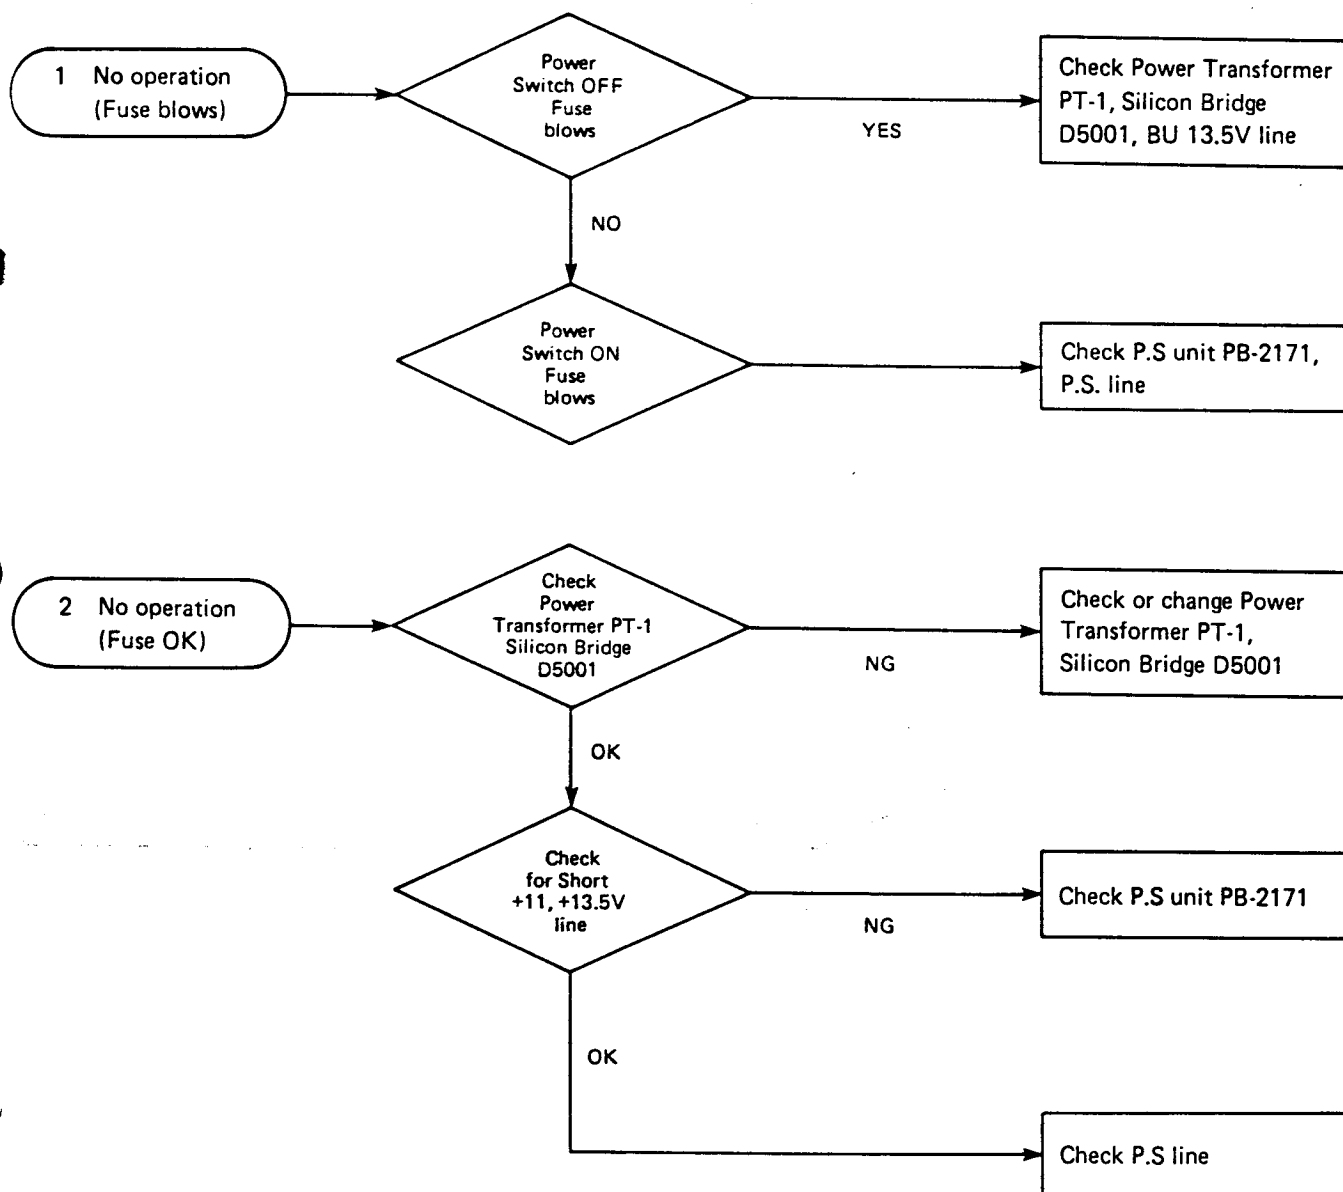 1 No operation
(Fuse blows)
Power
Switch OFF
Fuse
blows
YES
Check Power Transformer
PT-1, Silicon Bridge
D5001, BU 13.5V line
NO
Power
Switch ON
Fuse
blows
Check P.S unit PB-2171,
P.S. line
2 No operation
(Fuse OK)
Check
Power
Transformer PT-1
Silicon Bridge
D5001
NG
Check or change Power
Transformer PT-1,
Silicon Bridge D5001
OK
Check
for Short
+11, +13.5V
line
NG
Check P.S unit PB-2171
OK
Check P.S line